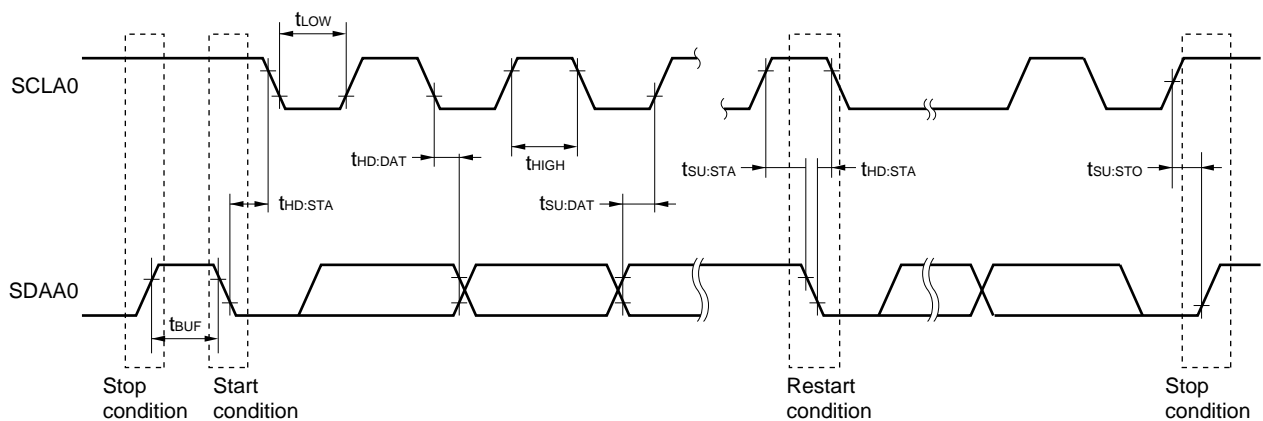 tLOW
SCLA0
tHD:DAT
tHIGH
tSU:STA
tHD:STA
tSU:STO
tHD:STA
tSU:DAT
SDAA0
tBUF
Stop
condition
Start
condition
Restart
condition
Stop
condition